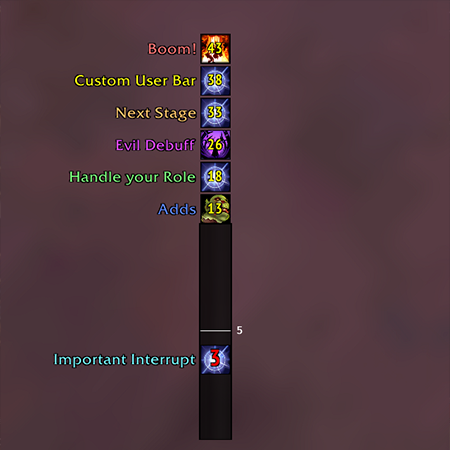 Boom! 43
Custom User Bar 38
Next Stage 33
Evil Debuff 26
Handle your Role 18
Adds 13
5
Important Interrupt 3